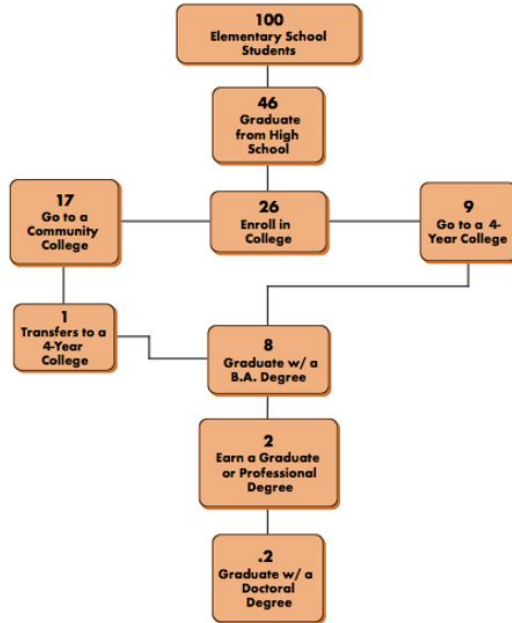 100
Elementary School
Students
46
Graduate
from High
School
17
Go to a
Community
College
26
Enroll in
College
9
Go to a 4-
Year College
1
Transfers to a
4-Year
College
8
Graduate w/ a
B.A. Degree
2
Earn a Graduate
or Professional
Degree
.2
Graduate w/ a
Doctoral
Degree